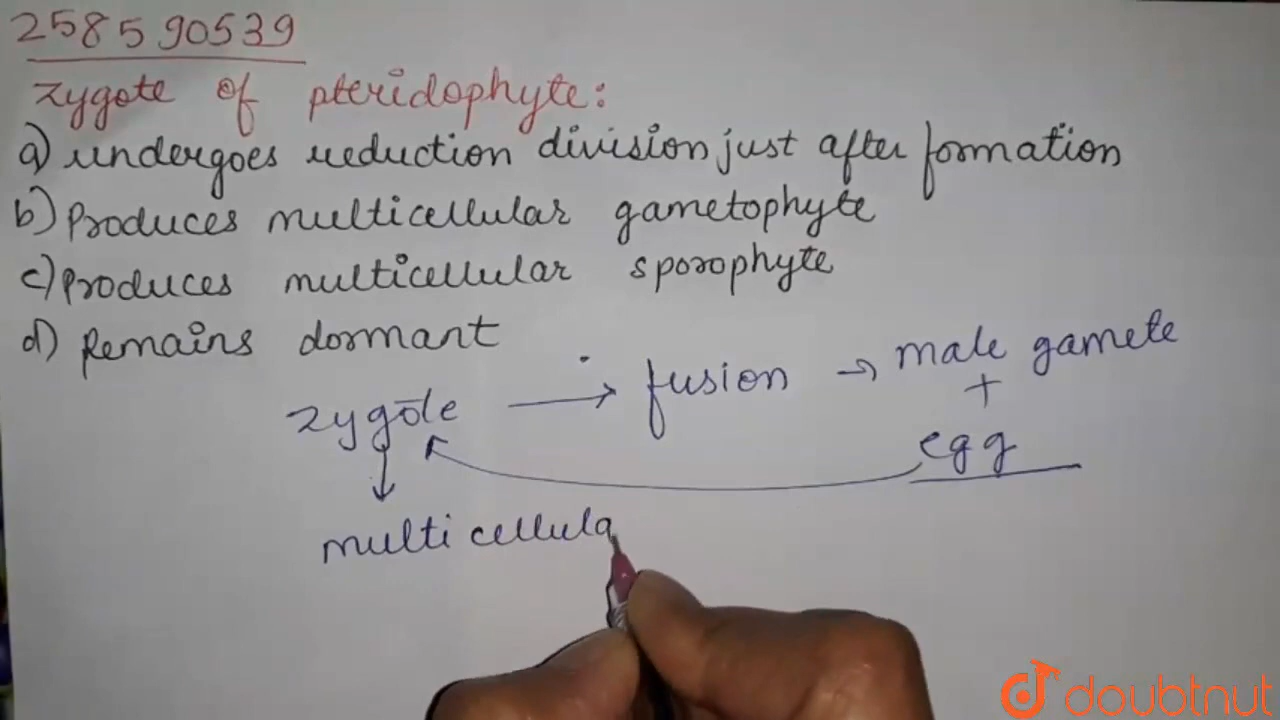 258590539
Zygote of pteridophyte:
a) undergoes reduction division just after formation
b) Produces multicellular gametophyte
c) Produces multicellular sporophyte
d) Remains dormant
zygote → fusion → male gamete
+
egg
↓
multicellula
doubtnut